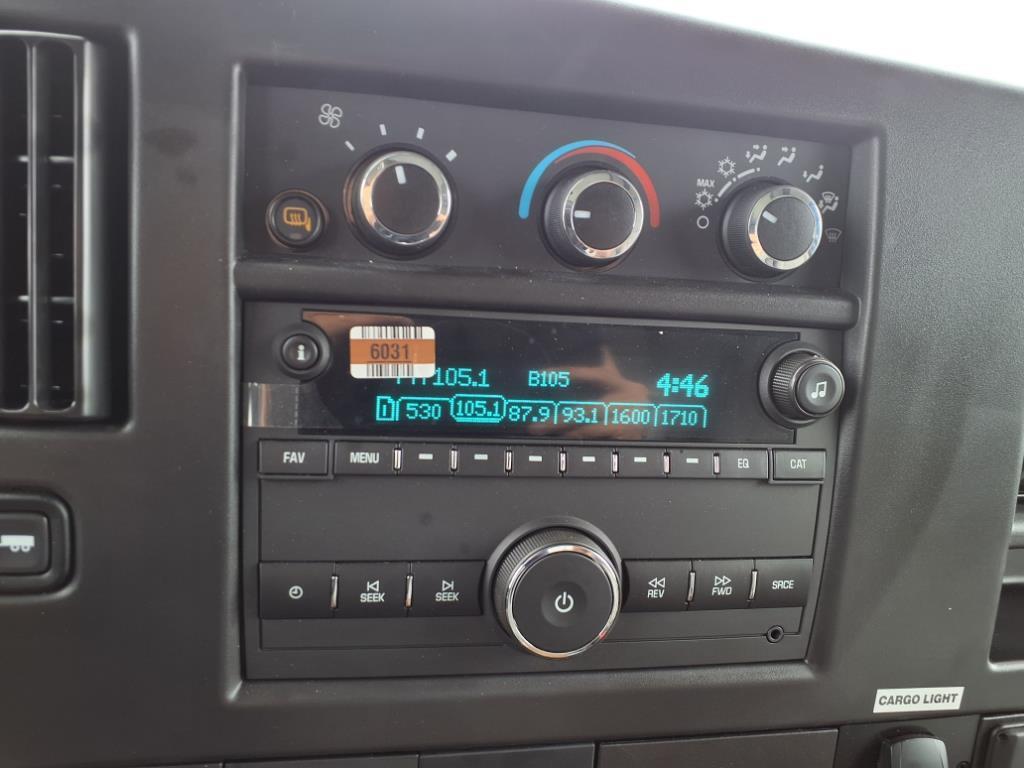 MAX
6031
105.1 B105 4:46
1 530 105.1 87.9 93.1 1600 1710
FAV MENU EQ CAT
SEEK SEEK REV FWD SRCE
CARGO LIGHT